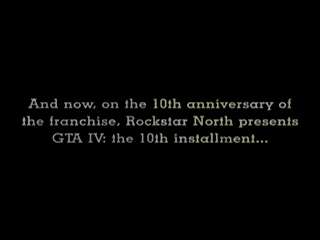 And now, on the 10th anniversary of
the franchise, Rockstar North presents
GTA IV: the 10th installment...